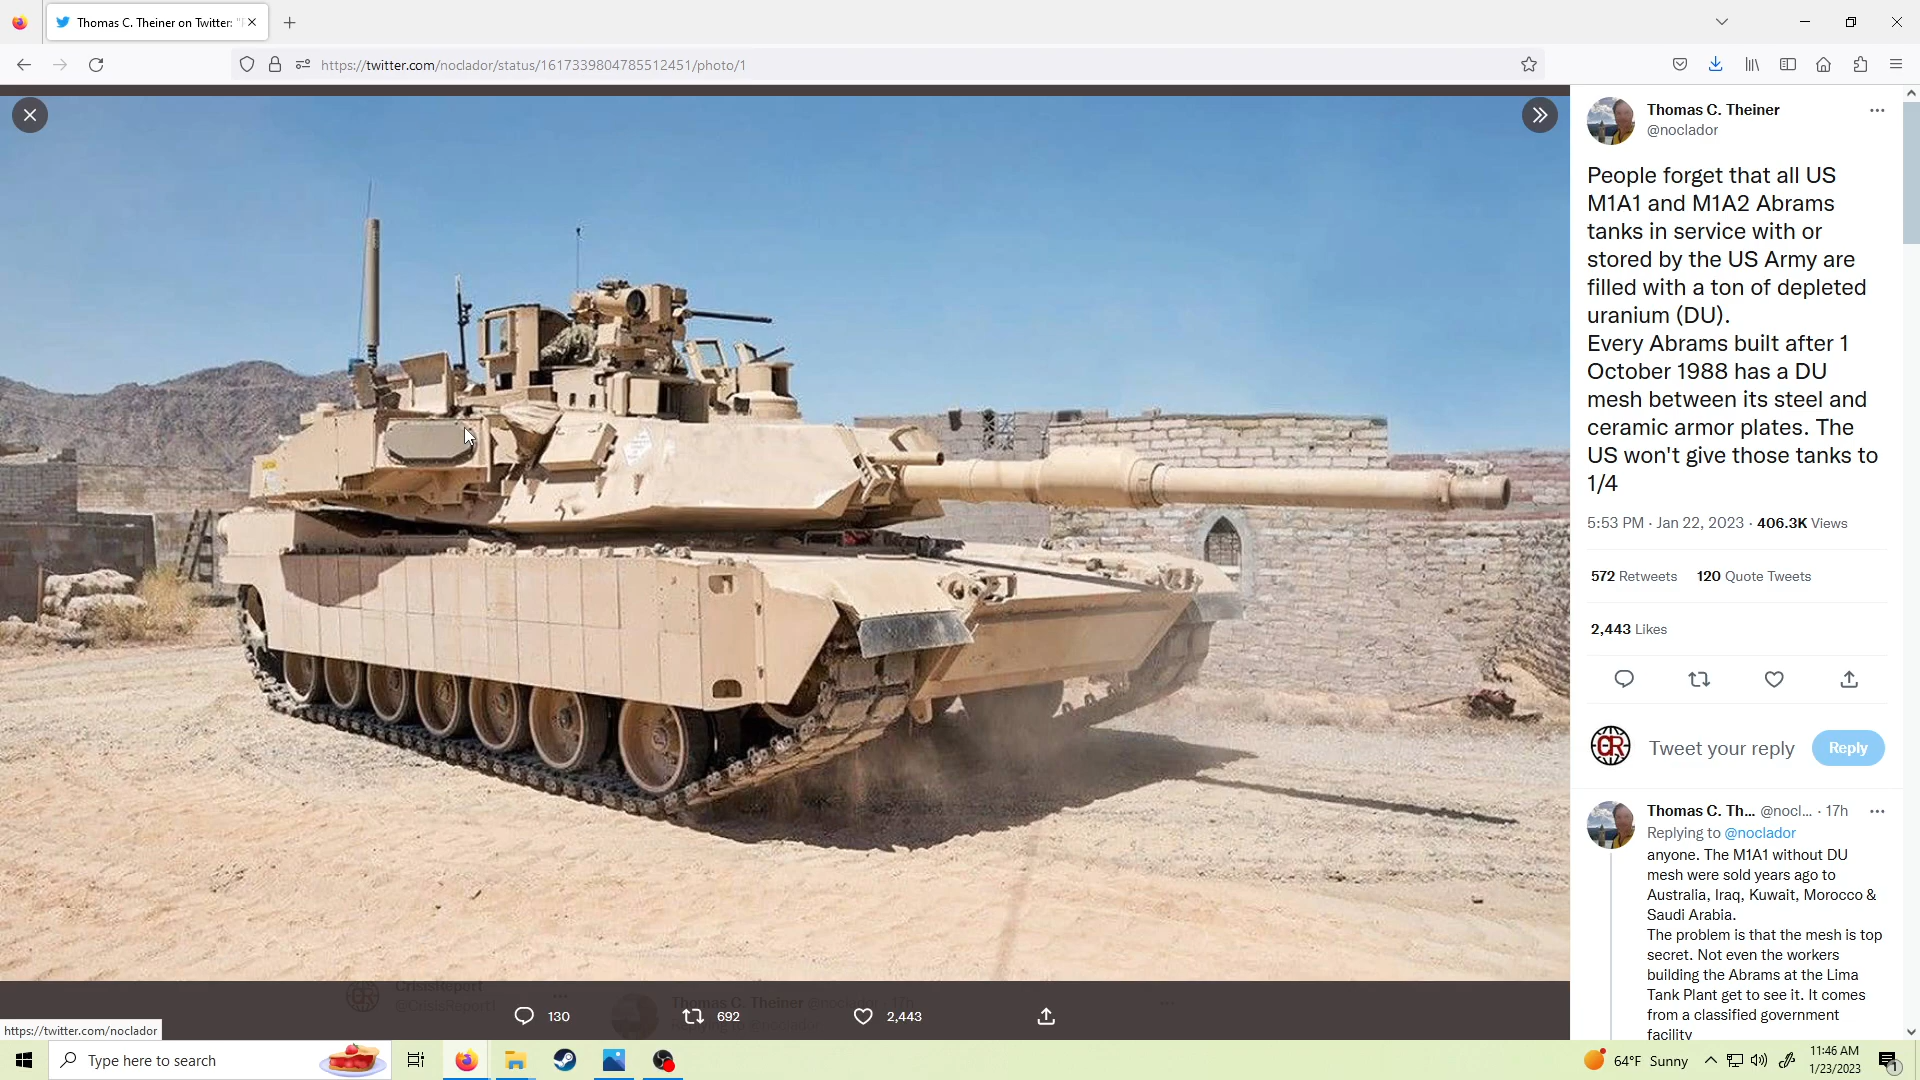 Thomas C. Theiner on Twitter: "
https://twitter.com/noclador/status/1617339804785512451/photo/1
Thomas C. Theiner
@noclador
People forget that all US
M1A1 and M1A2 Abrams
tanks in service with or
stored by the US Army are
filled with a ton of depleted
uranium (DU).
Every Abrams built after 1
October 1988 has a DU
mesh between its steel and
ceramic armor plates. The
US won't give those tanks to
1/4
5:53 PM · Jan 22, 2023 · 406.3K Views
572 Retweets 120 Quote Tweets
2,443 Likes
Tweet your reply
Reply
Thomas C. Th... @nocl... · 17h
Replying to @noclador
anyone. The M1A1 without DU
mesh were sold years ago to
Australia, Iraq, Kuwait, Morocco &
Saudi Arabia.
The problem is that the mesh is top
secret. Not even the workers
building the Abrams at the Lima
Tank Plant get to see it. It comes
from a classified government
facility
CrisisReport
@CrisisReport1
Thomas C. Theiner @noclador · 17h
130
692
2,443
https://twitter.com/noclador
Type here to search
64°F Sunny
11:46 AM
1/23/2023
1